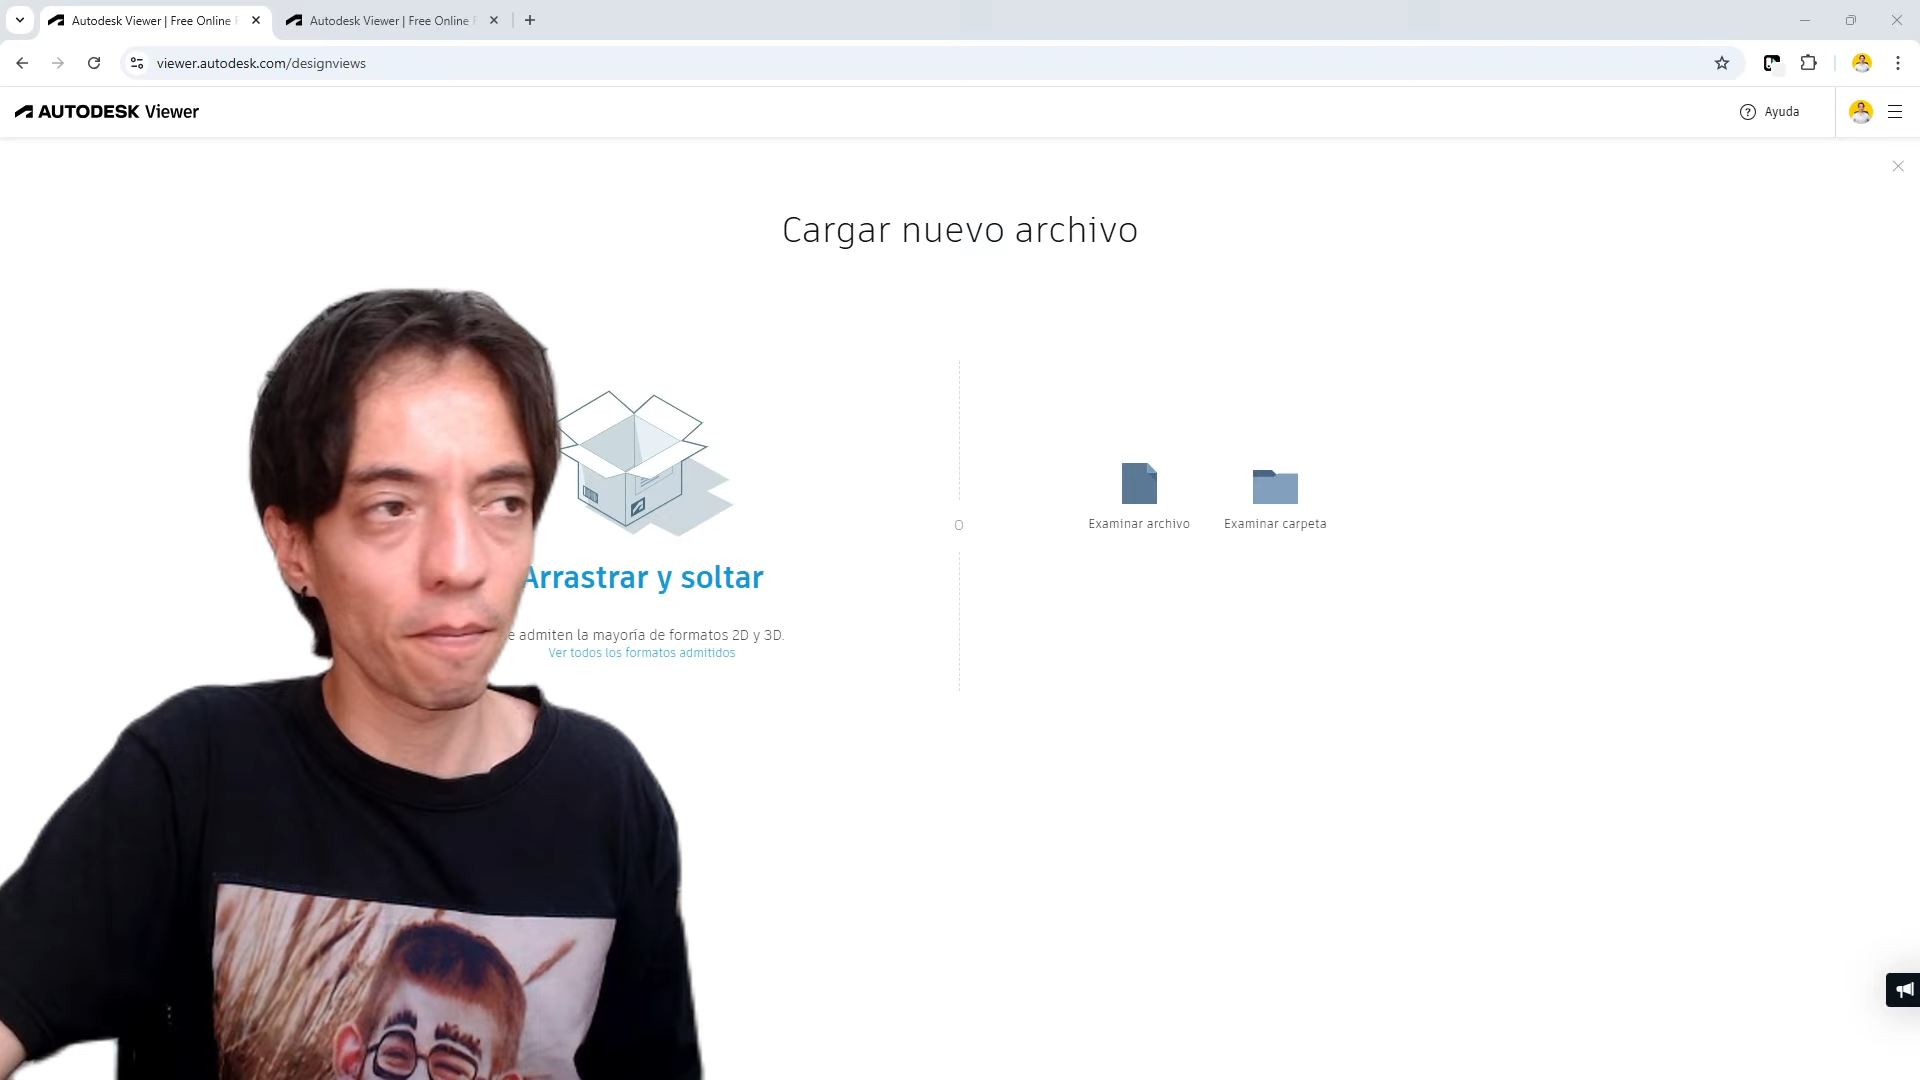 Autodesk Viewer | Free Online
Autodesk Viewer | Free Online
viewer.autodesk.com/designviews
AUTODESK Viewer
Ayuda
Cargar nuevo archivo
Arrastrar y soltar
e admiten la mayoría de formatos 2D y 3D.
Ver todos los formatos admitidos
O
Examinar archivo
Examinar carpeta